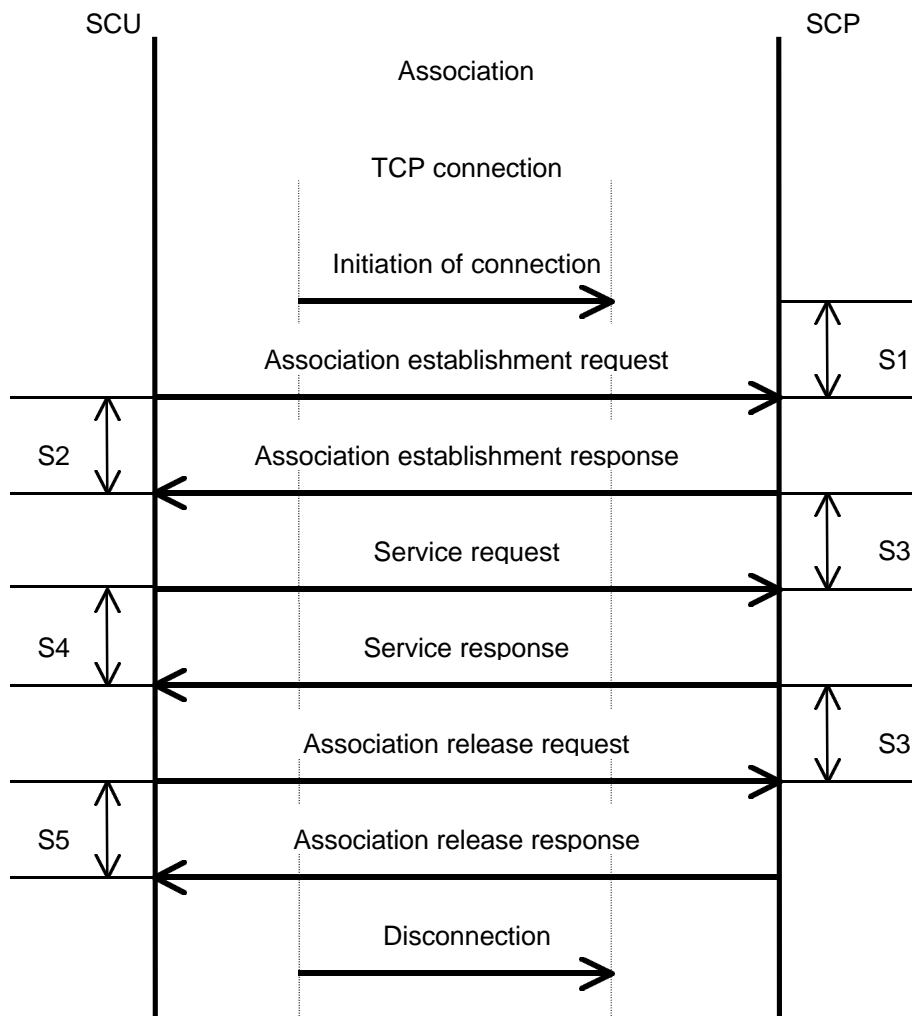 SCU
SCP
Association
TCP connection
Initiation of connection
Association establishment request
S1
S2
Association establishment response
Service request
S3
S4
Service response
Association release request
S3
S5
Association release response
Disconnection